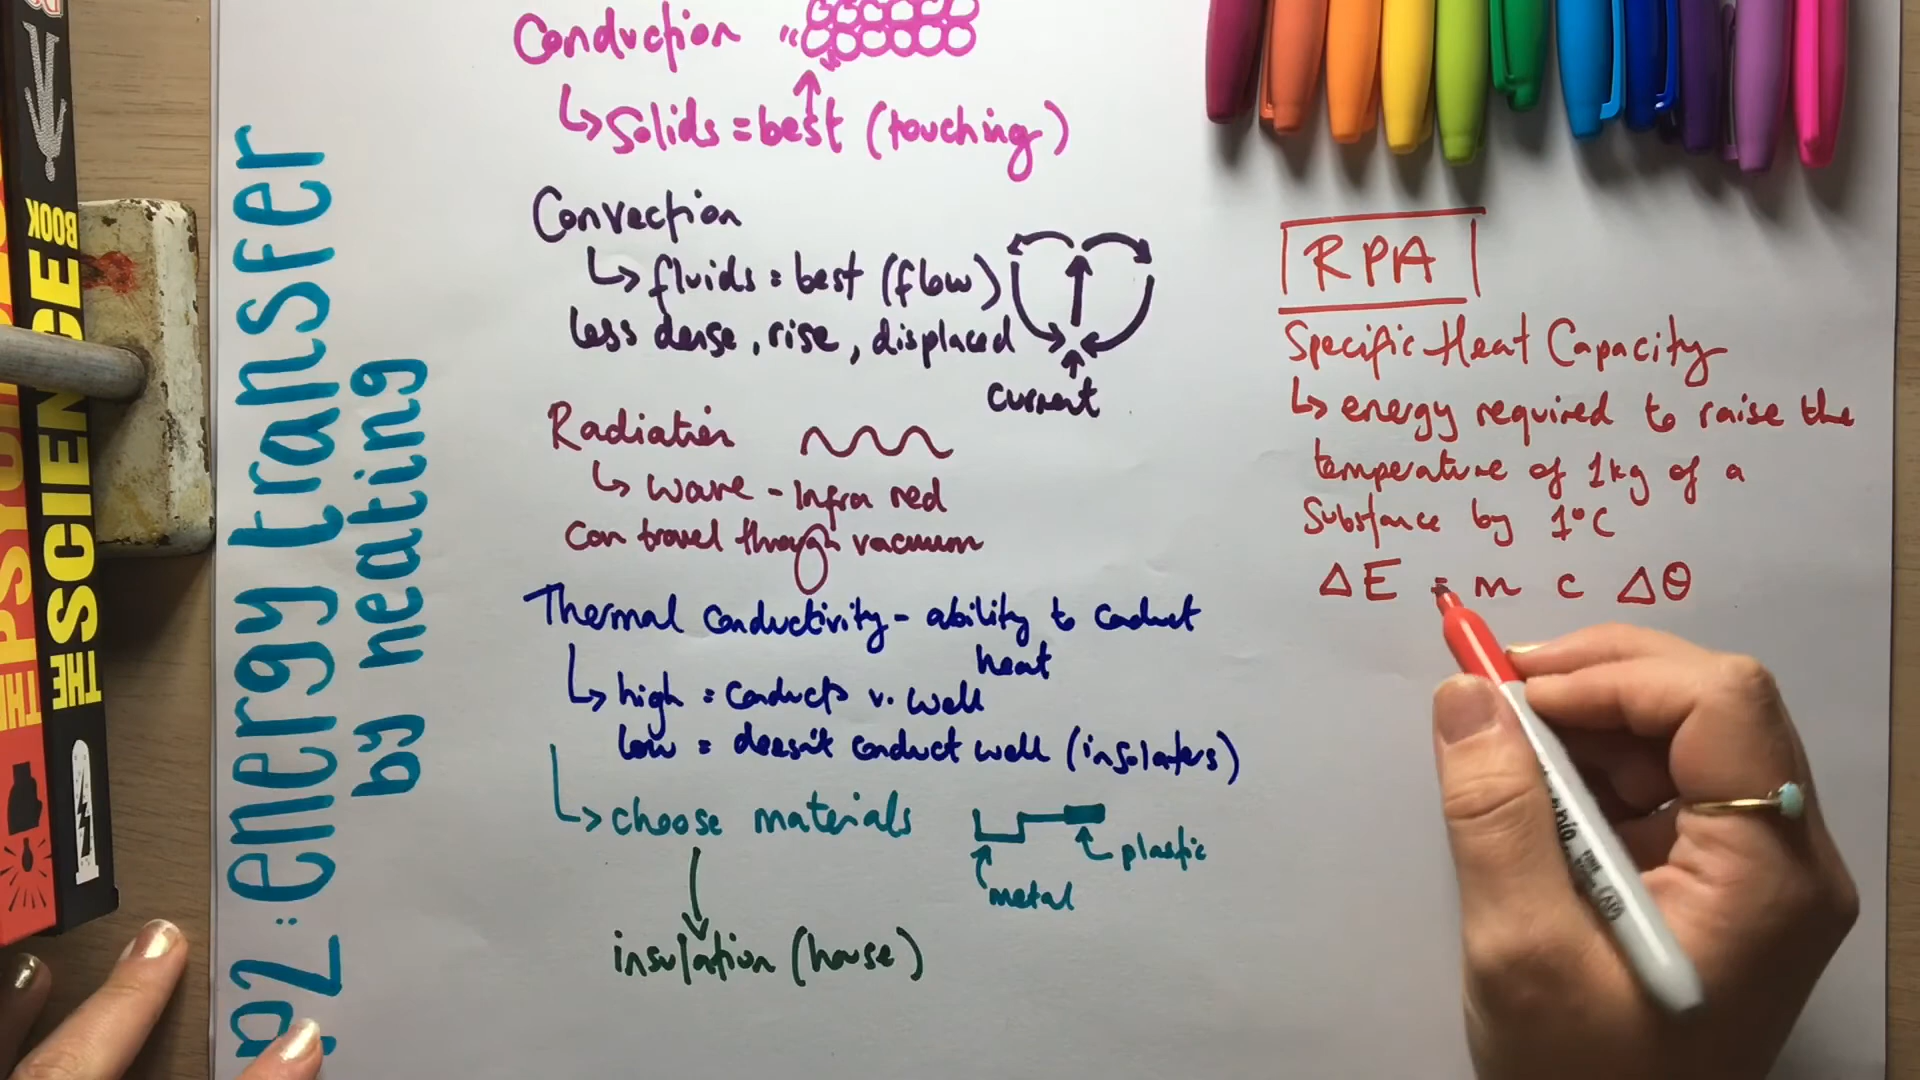 p2: energy transfer
by heating
Conduction
↳ Solids = best (touching)
Convection
↳ fluids = best (flow)
less dense, rise, displaced
current
Radiation
↳ wave - infra red
Can travel through vacuum
Thermal conductivity - ability to conduct
heat
↳ high = conducts v. well
low = doesn't conduct well (insolaters)
↳ choose materials
plastic
metal
insulation (house)
RPA
Specific Heat Capacity
↳ energy required to raise the
temperature of 1kg of a
Substance by 1°C
ΔE = m c Δθ
THE SCIENCE BOOK
THE PSYCHOLOGY